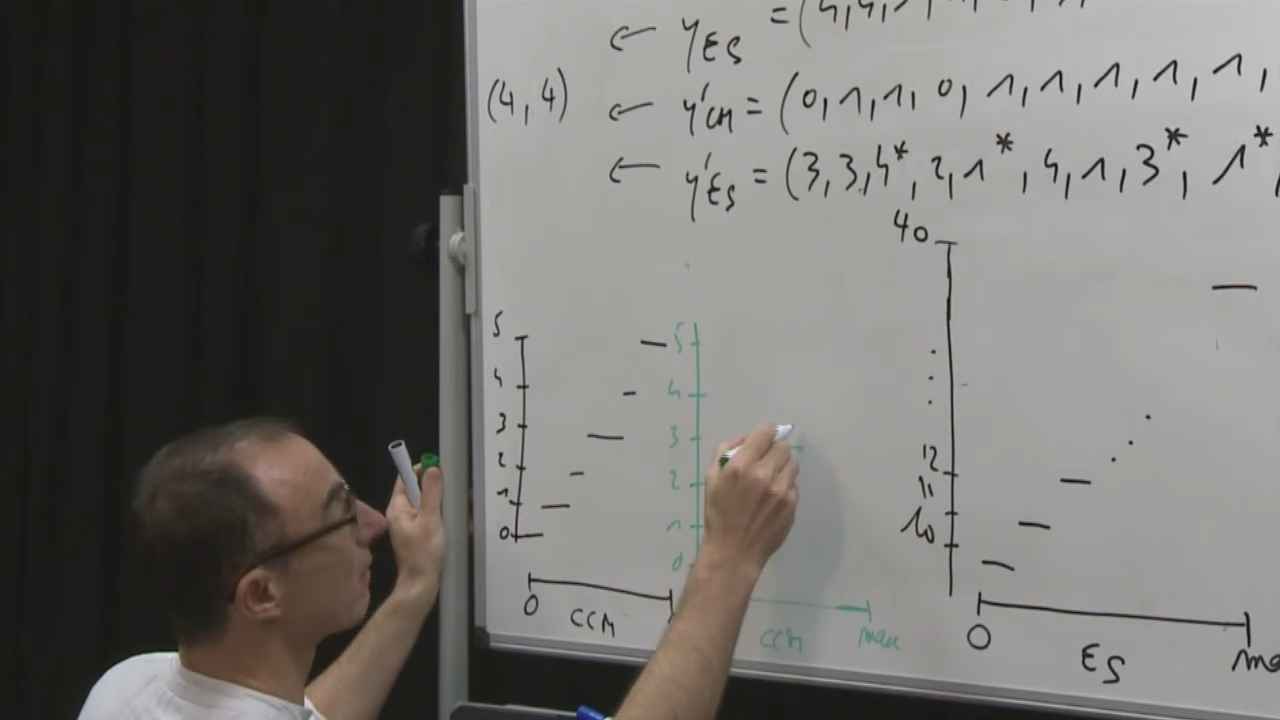 ← yES = (4,4,
(4,4) ← y'CM = (0,1,1,0,1,1,1,1,1,
← y'ES = (3,3,4*,2,1*,4,1,3*,1*,
40
5
4
3
2
1
0
0 CCM
5
4
3
2
1
0
CCM max
12
11
10
0 ES